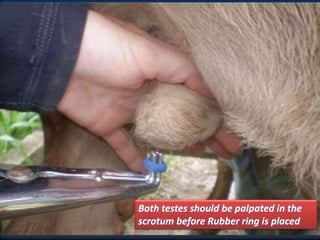 Both testes should be palpated in the
scrotum before Rubber ring is placed